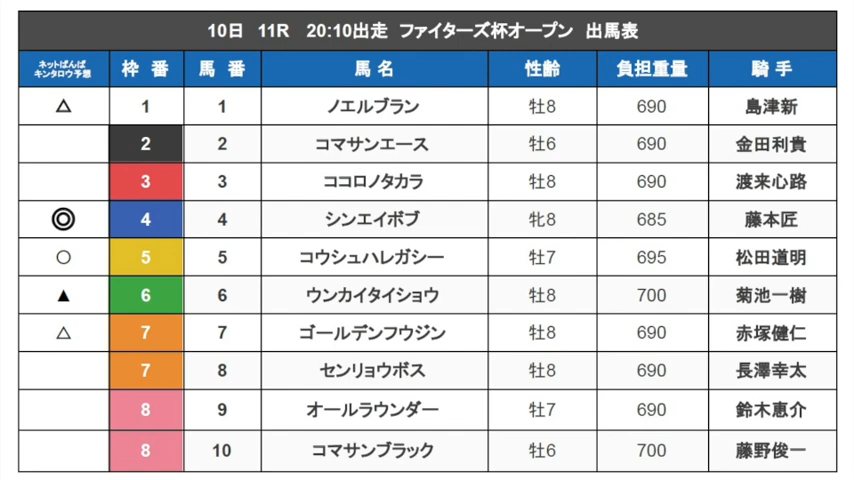 10日 11R 20:10出走 ファイターズ杯オープン 出馬表
ネットばんば
キンタロウ予想 枠番 馬番 馬名 性齢 負担重量 騎手
△ 1 1 ノエルブラン 牡8 690 島津新
2 2 コマサンエース 牡6 690 金田利貴
3 3 ココロノタカラ 牡8 690 渡来心路
◎ 4 4 シンエイボブ 牝8 685 藤本匠
○ 5 5 コウシュハレガシー 牡7 695 松田道明
▲ 6 6 ウンカイタイショウ 牡8 700 菊池一樹
△ 7 7 ゴールデンフウジン 牡8 690 赤塚健仁
7 8 センリョウボス 牡8 690 長澤幸太
8 9 オールラウンダー 牡7 690 鈴木恵介
8 10 コマサンブラック 牡6 700 藤野俊一